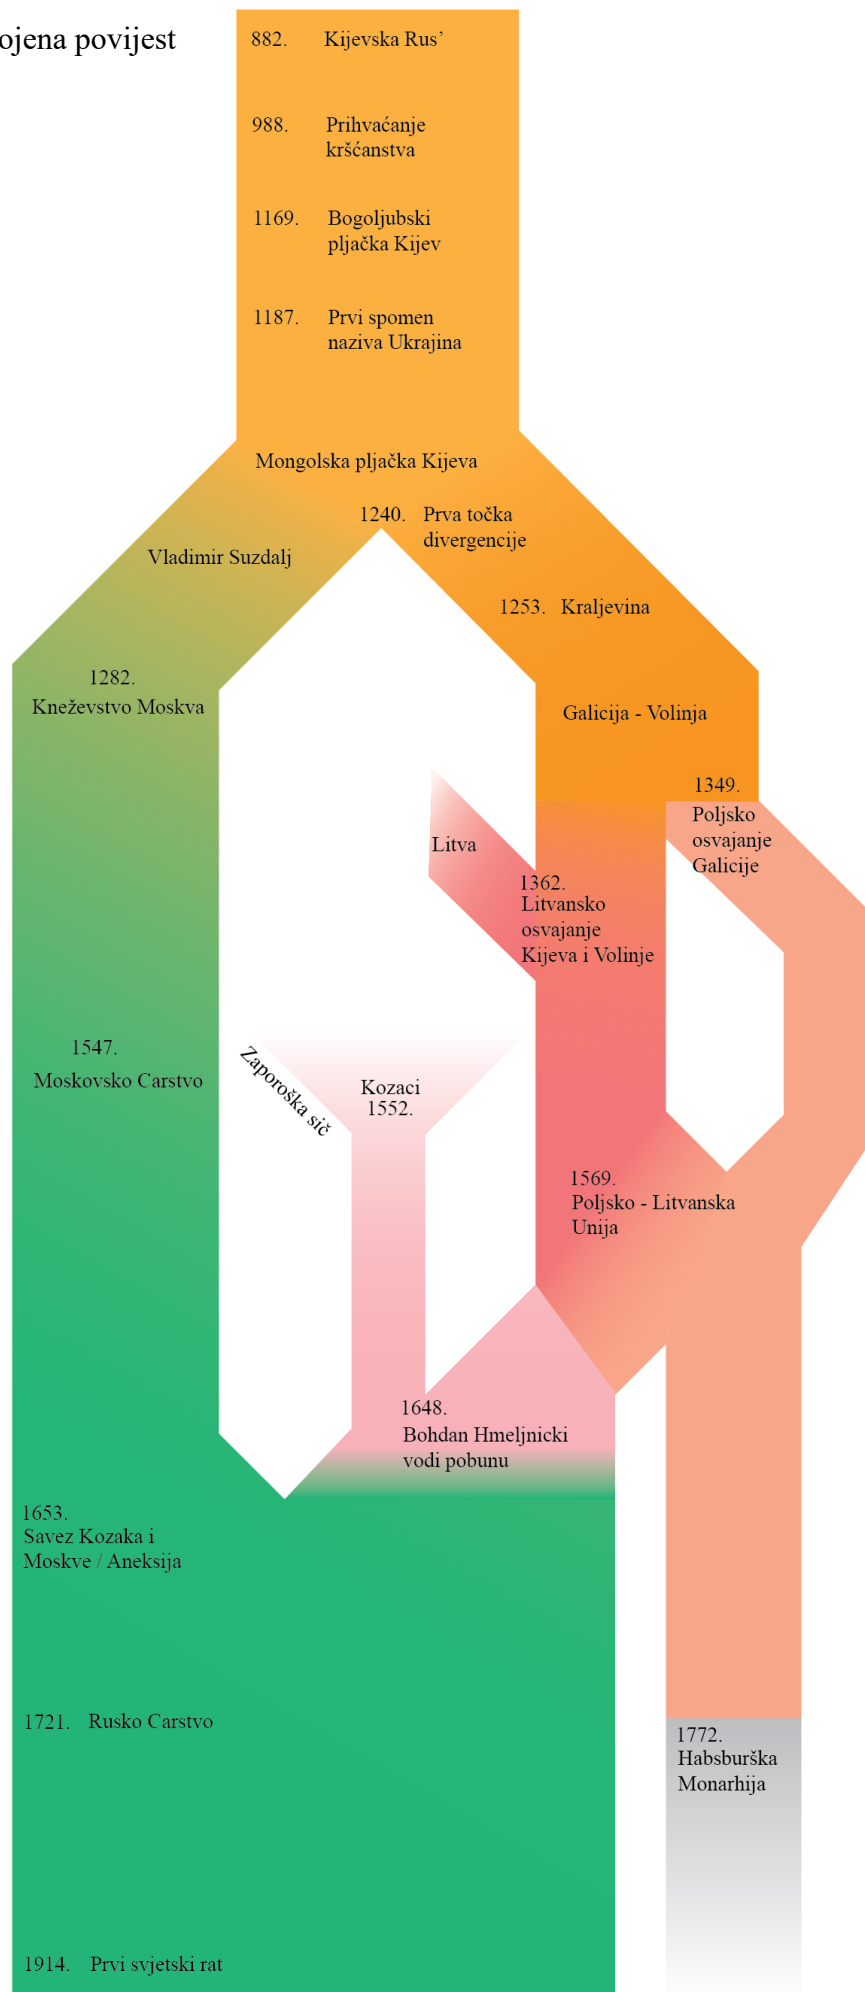 ojena povijest
882. Kijevska Rus’
988. Prihvaćanje
kršćanstva
1169. Bogoljubski
pljačka Kijev
1187. Prvi spomen
naziva Ukrajina
Mongolska pljačka Kijeva
1240. Prva točka
divergencije
Vladimir Suzdalj
1253. Kraljevina
1282.
Kneževstvo Moskva
Galicija - Volinja
1349.
Poljsko
osvajanje
Galicije
Litva
1362.
Litvansko
osvajanje
Kijeva i Volinje
1547.
Moskovsko Carstvo
Zaporoška sič
Kozaci
1552.
1569.
Poljsko - Litvanska
Unija
1648.
Bohdan Hmeljnicki
vodi pobunu
1653.
Savez Kozaka i
Moskve / Aneksija
1721. Rusko Carstvo
1772.
Habsburška
Monarhija
1914. Prvi svjetski rat